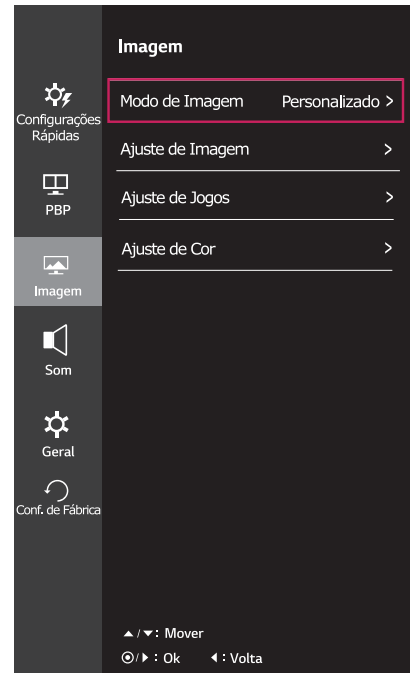 Imagem
Configurações
Rápidas
PBP
Imagem
Som
Geral
Conf. de Fábrica
Modo de Imagem Personalizado >
Ajuste de Imagem >
Ajuste de Jogos >
Ajuste de Cor >
▲/▼: Mover
◉/▶ : Ok ◀ : Volta